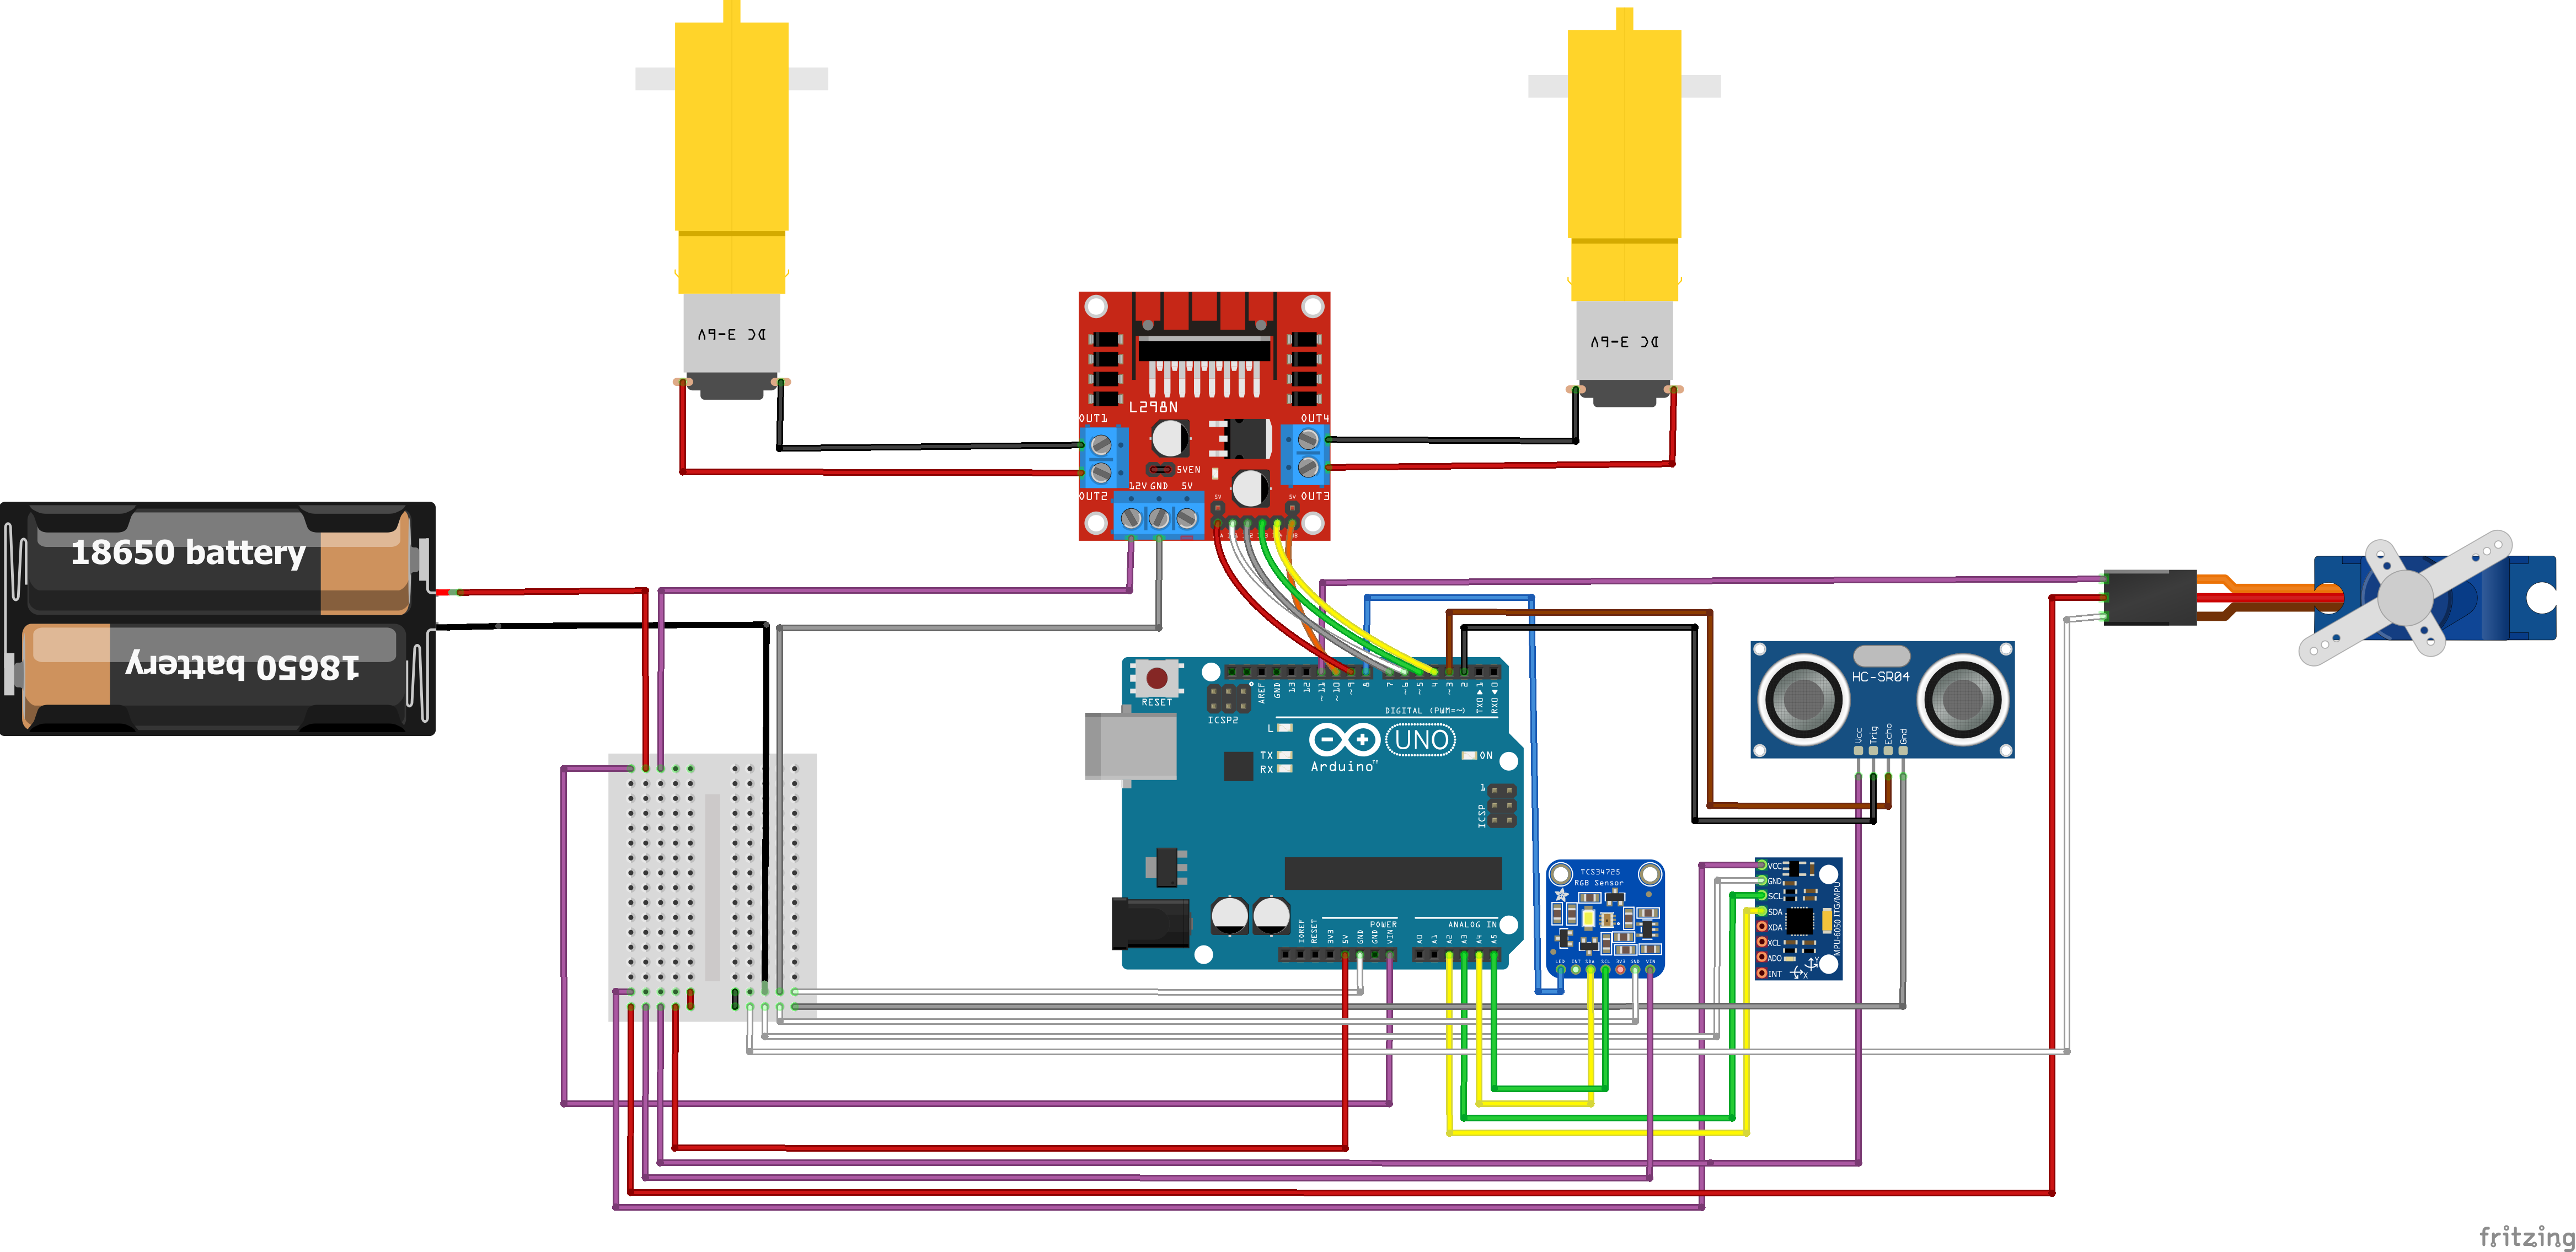 DC 3-6V
DC 3-6V
L298N
OUT1
OUT4
5VEN
12V GND 5V
5V
5V
OUT2
OUT3
18650 battery
18650 battery
RESET
ICSP2
AREF
GND
13
12
~11
~10
~9
8
7
~6
~5
4
~3
2
TX0▶1
RX0◀0
DIGITAL (PWM=~)
L
TX
RX
UNO
Arduino™
ON
1
ICSP
POWER
ANALOG IN
IOREF
RESET
3V3
5V
GND
GND
VIN
A0
A1
A2
A3
A4
A5
HC-SR04
Vcc
Trig
Echo
Gnd
TCS34725
RGB Sensor
LED INT SDA SCL 3V3 GND VIN
VCC
GND
SCL
SDA
XDA
XCL
ADO
INT
MPU-6050 ITG/MPU
Y
X
fritzing